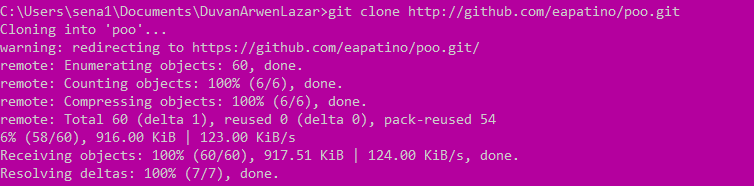 C:\Users\sena1\Documents\DuvanArwenLazar>git clone http://github.com/eapatino/poo.git
Cloning into 'poo'...
warning: redirecting to https://github.com/eapatino/poo.git/
remote: Enumerating objects: 60, done.
remote: Counting objects: 100% (6/6), done.
remote: Compressing objects: 100% (6/6), done.
remote: Total 60 (delta 1), reused 0 (delta 0), pack-reused 54
6% (58/60), 916.00 KiB | 123.00 KiB/s
Receiving objects: 100% (60/60), 917.51 KiB | 124.00 KiB/s, done.
Resolving deltas: 100% (7/7), done.